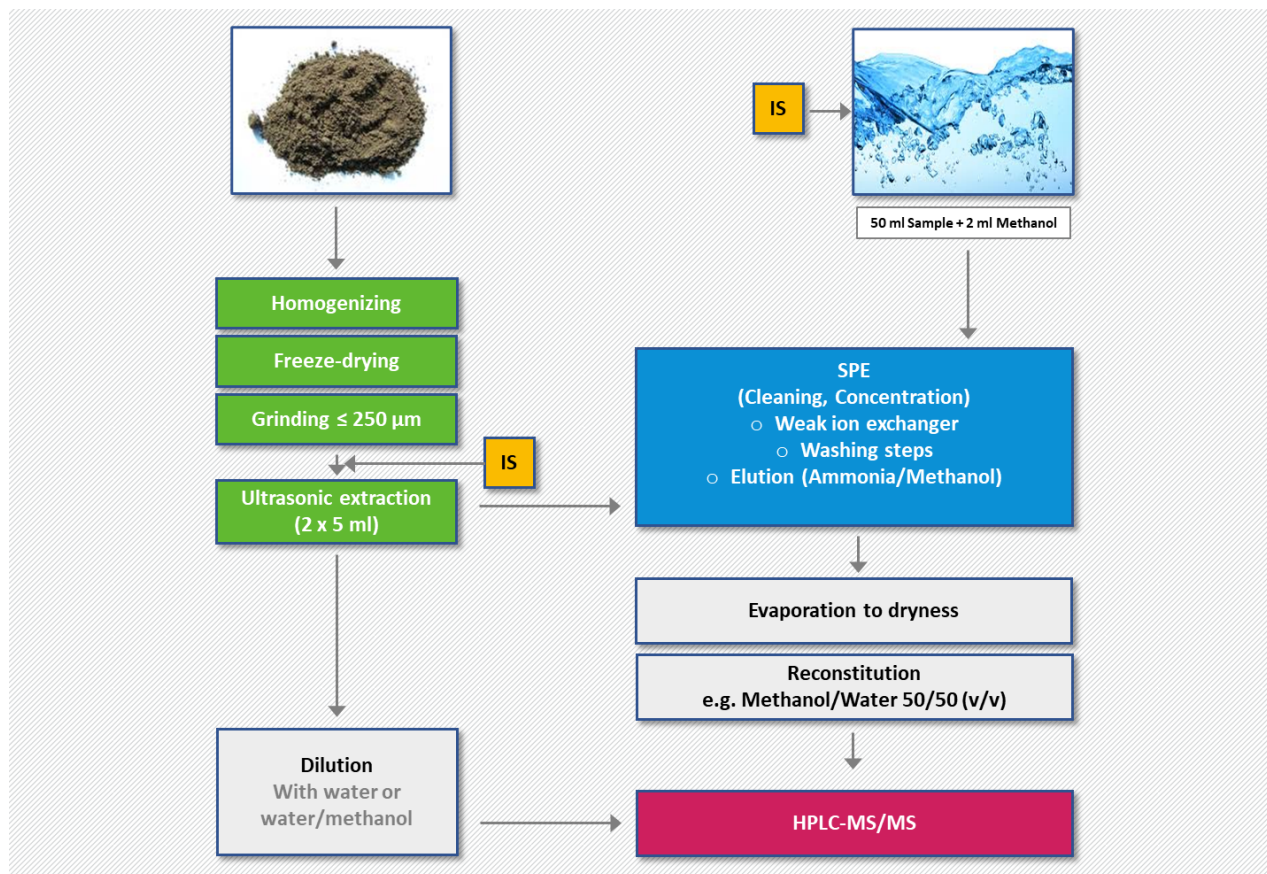 IS
50 ml Sample + 2 ml Methanol
Homogenizing
Freeze-drying
Grinding ≤ 250 µm
IS
Ultrasonic extraction
(2 x 5 ml)
SPE
(Cleaning, Concentration)
o Weak ion exchanger
o Washing steps
o Elution (Ammonia/Methanol)
Evaporation to dryness
Reconstitution
e.g. Methanol/Water 50/50 (v/v)
Dilution
With water or
water/methanol
HPLC-MS/MS